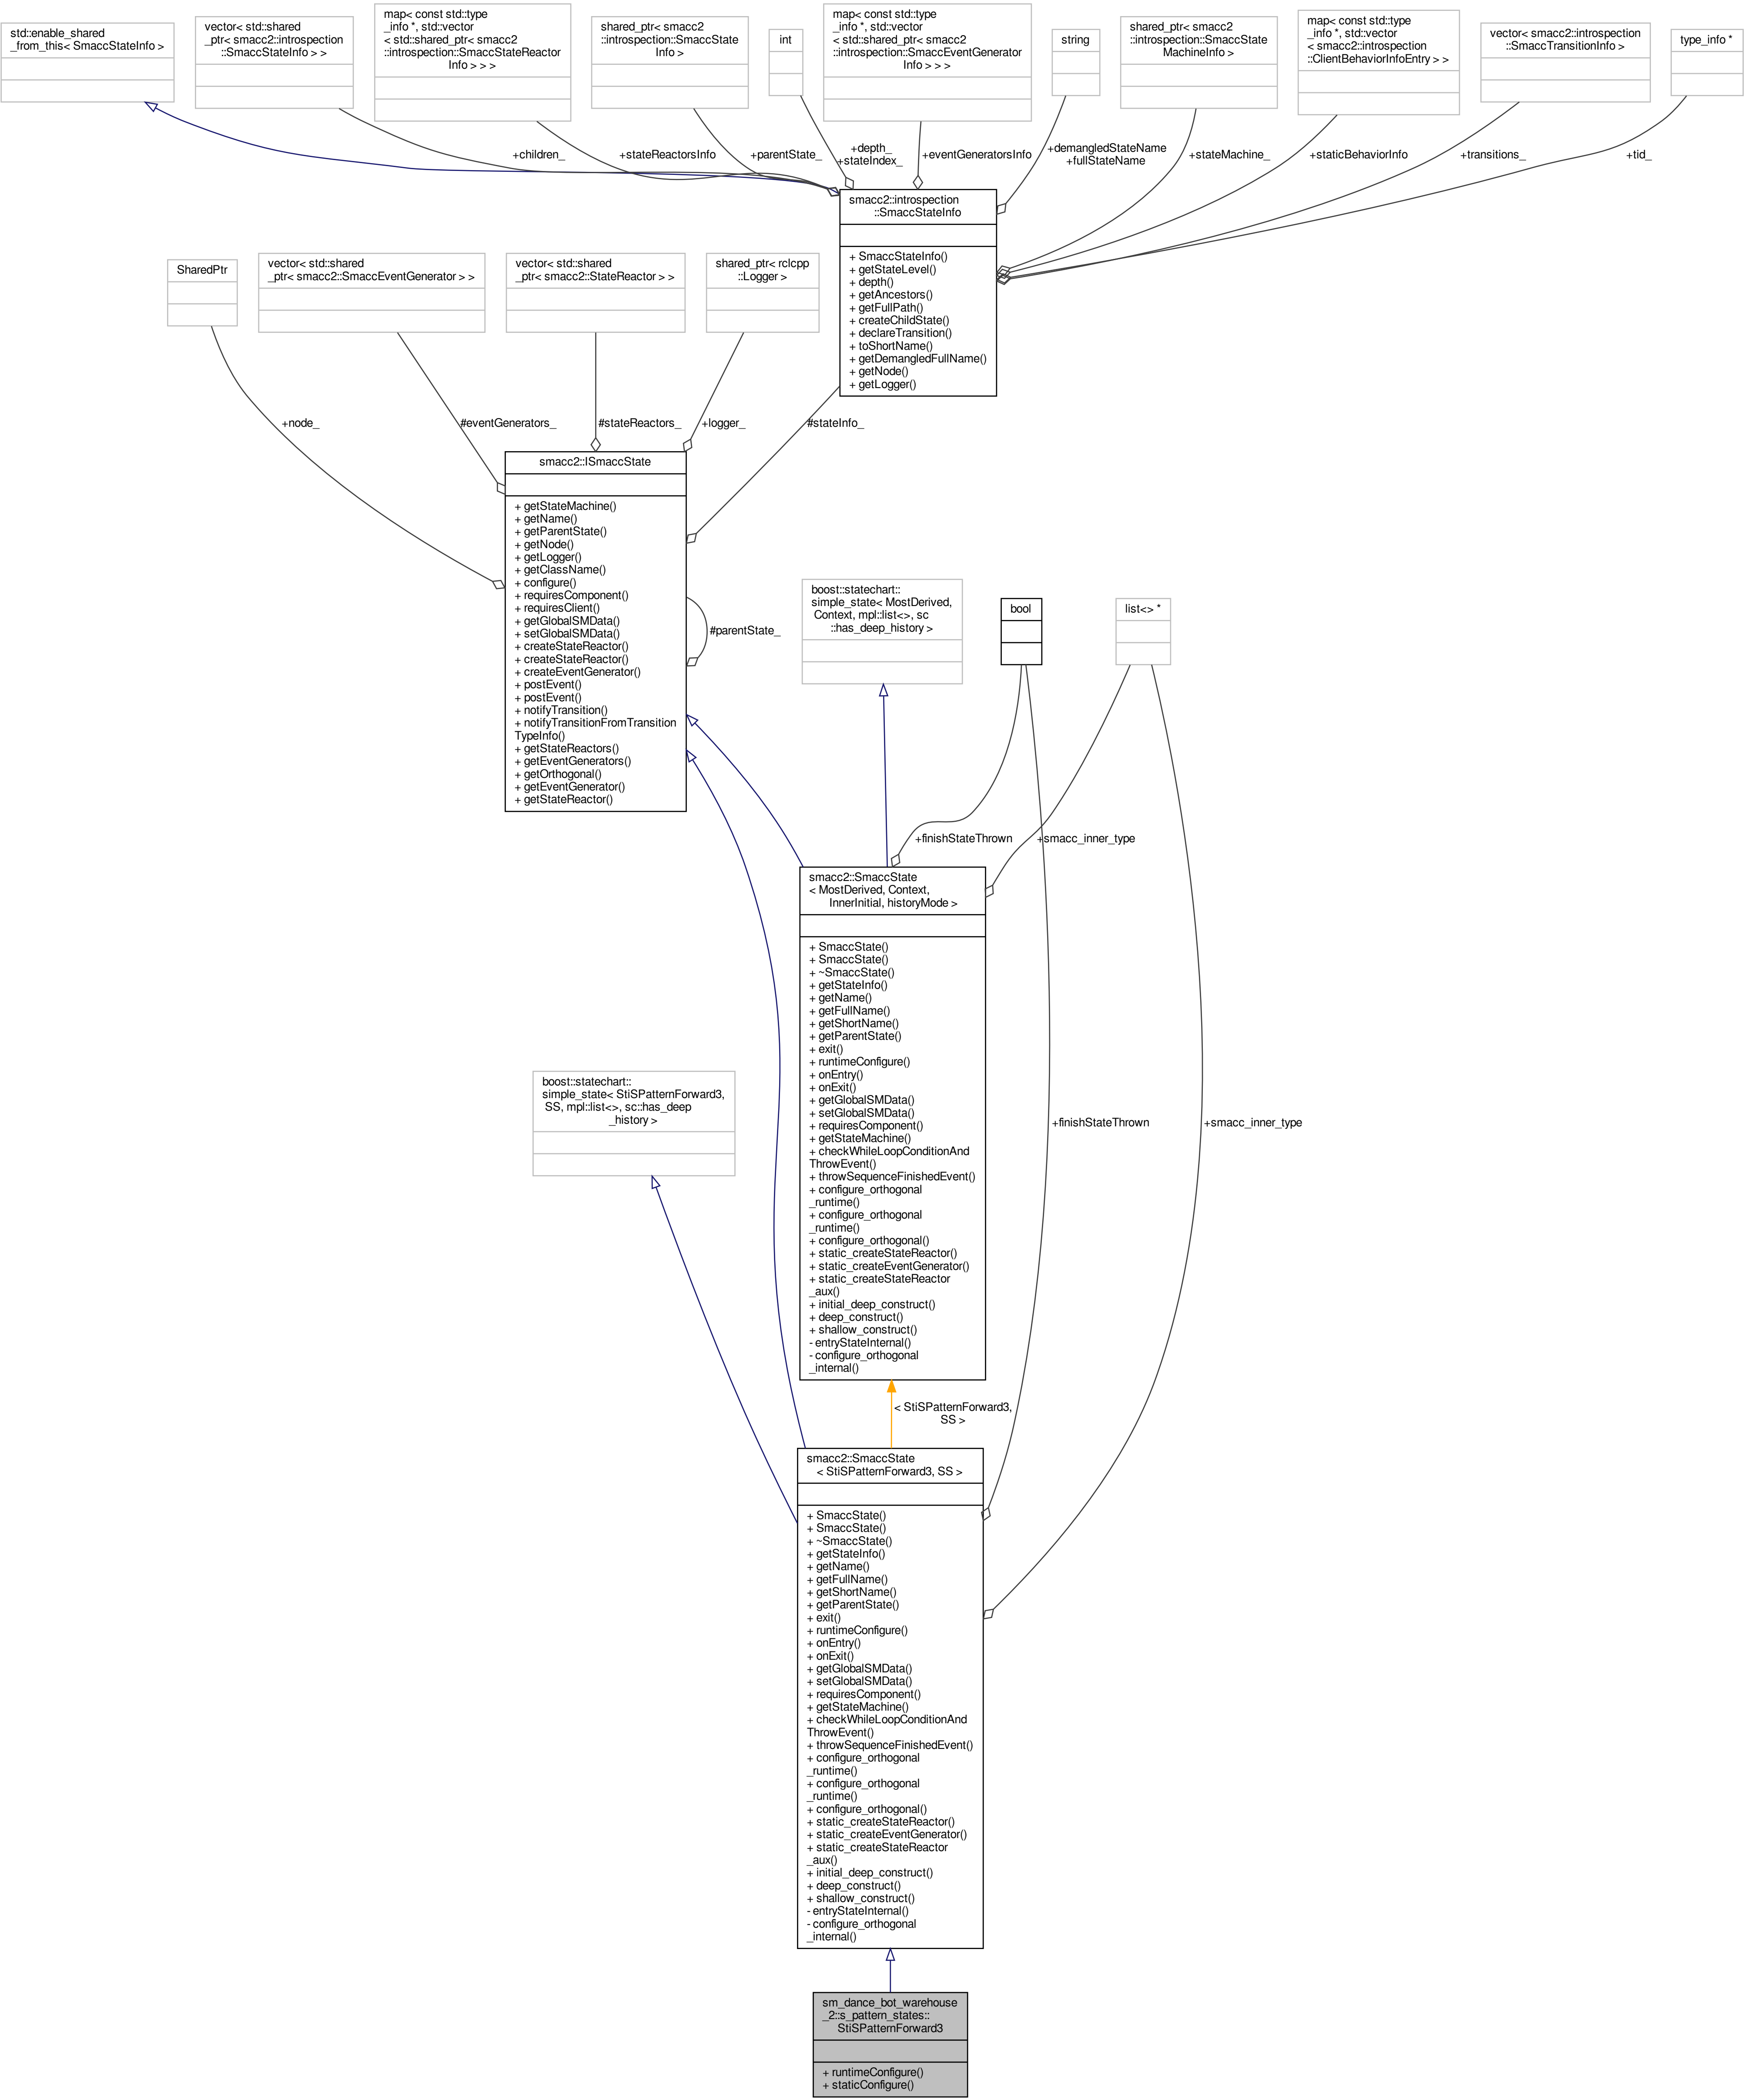 std::enable_shared
_from_this< SmaccStateInfo >
vector< std::shared
_ptr< smacc2::introspection
::SmaccStateInfo > >
map< const std::type
_info *, std::vector
< std::shared_ptr< smacc2
::introspection::SmaccStateReactor
Info > > >
shared_ptr< smacc2
::introspection::SmaccState
Info >
int
map< const std::type
_info *, std::vector
< std::shared_ptr< smacc2
::introspection::SmaccEventGenerator
Info > > >
string
shared_ptr< smacc2
::introspection::SmaccState
MachineInfo >
map< const std::type
_info *, std::vector
< smacc2::introspection
::ClientBehaviorInfoEntry > >
vector< smacc2::introspection
::SmaccTransitionInfo >
type_info *
+children_
+stateReactorsInfo
+parentState_
+depth_
+stateIndex_
+eventGeneratorsInfo
+demangledStateName
+fullStateName
+stateMachine_
+staticBehaviorInfo
+transitions_
+tid_
smacc2::introspection
::SmaccStateInfo
+ SmaccStateInfo()
+ getStateLevel()
+ depth()
+ getAncestors()
+ getFullPath()
+ createChildState()
+ declareTransition()
+ toShortName()
+ getDemangledFullName()
+ getNode()
+ getLogger()
SharedPtr
vector< std::shared
_ptr< smacc2::SmaccEventGenerator > >
vector< std::shared
_ptr< smacc2::StateReactor > >
shared_ptr< rclcpp
::Logger >
+node_
#eventGenerators_
#stateReactors_
+logger_
#stateInfo_
smacc2::ISmaccState
+ getStateMachine()
+ getName()
+ getParentState()
+ getNode()
+ getLogger()
+ getClassName()
+ configure()
+ requiresComponent()
+ requiresClient()
+ getGlobalSMData()
+ setGlobalSMData()
+ createStateReactor()
+ createStateReactor()
+ createEventGenerator()
+ postEvent()
+ postEvent()
+ notifyTransition()
+ notifyTransitionFromTransition
TypeInfo()
+ getStateReactors()
+ getEventGenerators()
+ getOrthogonal()
+ getEventGenerator()
+ getStateReactor()
#parentState_
boost::statechart::
simple_state< MostDerived,
Context, mpl::list<>, sc
::has_deep_history >
bool
list<> *
+finishStateThrown
+smacc_inner_type
smacc2::SmaccState
< MostDerived, Context,
InnerInitial, historyMode >
+ SmaccState()
+ SmaccState()
+ ~SmaccState()
+ getStateInfo()
+ getName()
+ getFullName()
+ getShortName()
+ getParentState()
+ exit()
+ runtimeConfigure()
+ onEntry()
+ onExit()
+ getGlobalSMData()
+ setGlobalSMData()
+ requiresComponent()
+ getStateMachine()
+ checkWhileLoopConditionAnd
ThrowEvent()
+ throwSequenceFinishedEvent()
+ configure_orthogonal
_runtime()
+ configure_orthogonal
_runtime()
+ configure_orthogonal()
+ static_createStateReactor()
+ static_createEventGenerator()
+ static_createStateReactor
_aux()
+ initial_deep_construct()
+ deep_construct()
+ shallow_construct()
- entryStateInternal()
- configure_orthogonal
_internal()
boost::statechart::
simple_state< StiSPatternForward3,
SS, mpl::list<>, sc::has_deep
_history >
+finishStateThrown
+smacc_inner_type
< StiSPatternForward3,
SS >
smacc2::SmaccState
< StiSPatternForward3, SS >
+ SmaccState()
+ SmaccState()
+ ~SmaccState()
+ getStateInfo()
+ getName()
+ getFullName()
+ getShortName()
+ getParentState()
+ exit()
+ runtimeConfigure()
+ onEntry()
+ onExit()
+ getGlobalSMData()
+ setGlobalSMData()
+ requiresComponent()
+ getStateMachine()
+ checkWhileLoopConditionAnd
ThrowEvent()
+ throwSequenceFinishedEvent()
+ configure_orthogonal
_runtime()
+ configure_orthogonal
_runtime()
+ configure_orthogonal()
+ static_createStateReactor()
+ static_createEventGenerator()
+ static_createStateReactor
_aux()
+ initial_deep_construct()
+ deep_construct()
+ shallow_construct()
- entryStateInternal()
- configure_orthogonal
_internal()
sm_dance_bot_warehouse
_2::s_pattern_states::
StiSPatternForward3
+ runtimeConfigure()
+ staticConfigure()